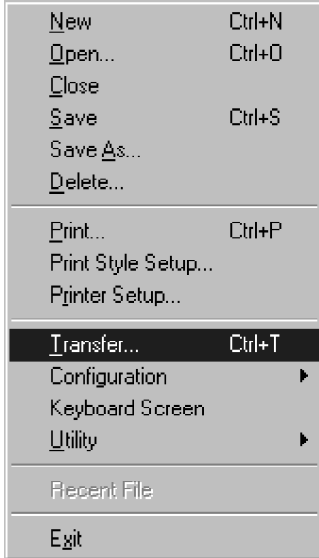 New Ctrl+N
Open... Ctrl+O
Close
Save Ctrl+S
Save As...
Delete...
Print... Ctrl+P
Print Style Setup...
Printer Setup...
Transfer... Ctrl+T
Configuration
Keyboard Screen
Utility
Recent File
Exit